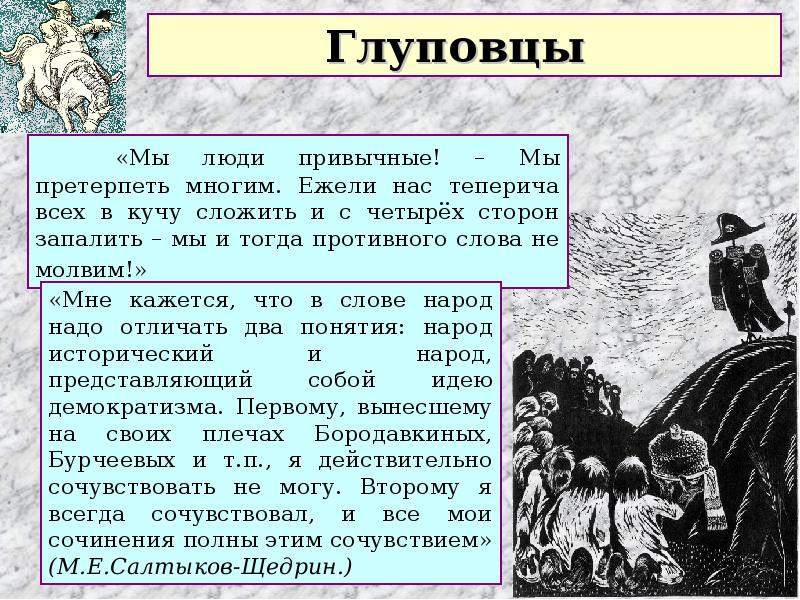 Глуповцы
«Мы люди привычные! – Мы
претерпеть многим. Ежели нас теперича
всех в кучу сложить и с четырёх сторон
запалить – мы и тогда противного слова не
молвим!»
«Мне кажется, что в слове народ
надо отличать два понятия: народ
исторический и народ,
представляющий собой идею
демократизма. Первому, вынесшему
на своих плечах Бородавкиных,
Бурчеевых и т.п., я действительно
сочувствовать не могу. Второму я
всегда сочувствовал, и все мои
сочинения полны этим сочувствием»
(М.Е.Салтыков-Щедрин.)